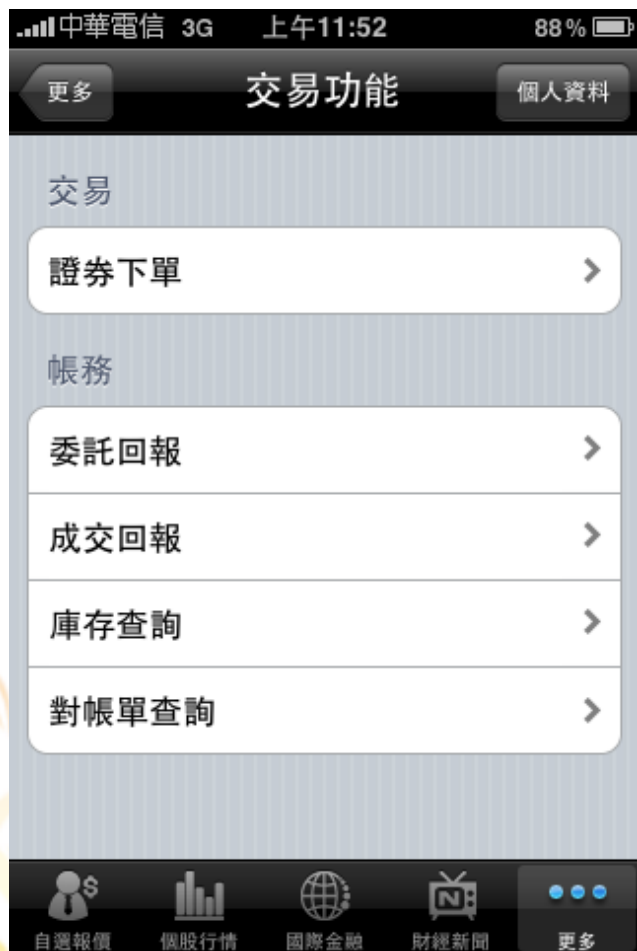 中華電信 3G 上午11:52 88%
更多 交易功能 個人資料
交易
證券下單
帳務
委託回報
成交回報
庫存查詢
對帳單查詢
自選報價 個股行情 國際金融 財經新聞 更多